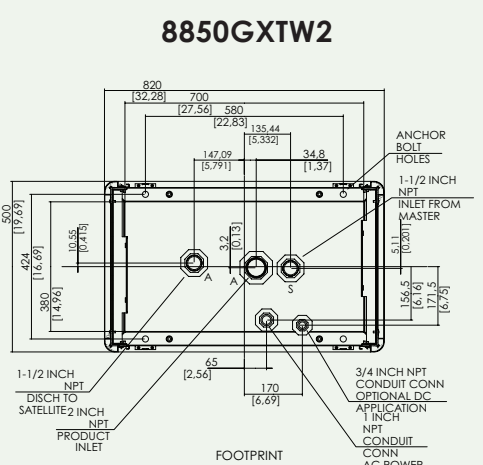 8850GXTW2
820
[32,28]
700
[27,56]
580
[22,83]
135,44
[5,332]
147,09
[5,791]
34,8
[1,37]
ANCHOR
BOLT
HOLES
1-1/2 INCH
NPT
INLET FROM
MASTER
500
[19,69]
424
[16,69]
380
[14,96]
10,55
[0,415]
3,2
[0,13]
5,11
[0,201]
A
A
S
156,5
[6,16]
171,5
[6,75]
65
[2,56]
170
[6,69]
1-1/2 INCH
NPT
DISCH TO
SATELLITE
2 INCH
NPT
PRODUCT
INLET
3/4 INCH NPT
CONDUIT CONN
OPTIONAL DC
APPLICATION
1 INCH
NPT
CONDUIT
CONN
AC POWER
FOOTPRINT